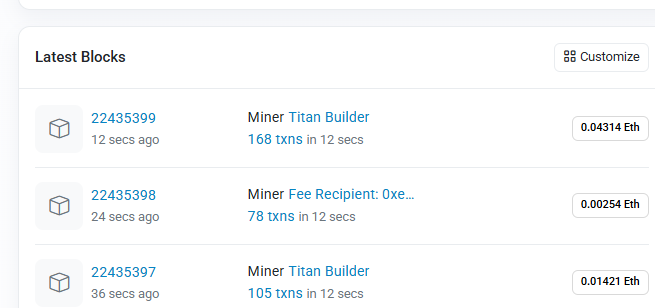 Latest Blocks
Customize
22435399
12 secs ago
Miner Titan Builder
168 txns in 12 secs
0.04314 Eth
22435398
24 secs ago
Miner Fee Recipient: 0xe...
78 txns in 12 secs
0.00254 Eth
22435397
36 secs ago
Miner Titan Builder
105 txns in 12 secs
0.01421 Eth